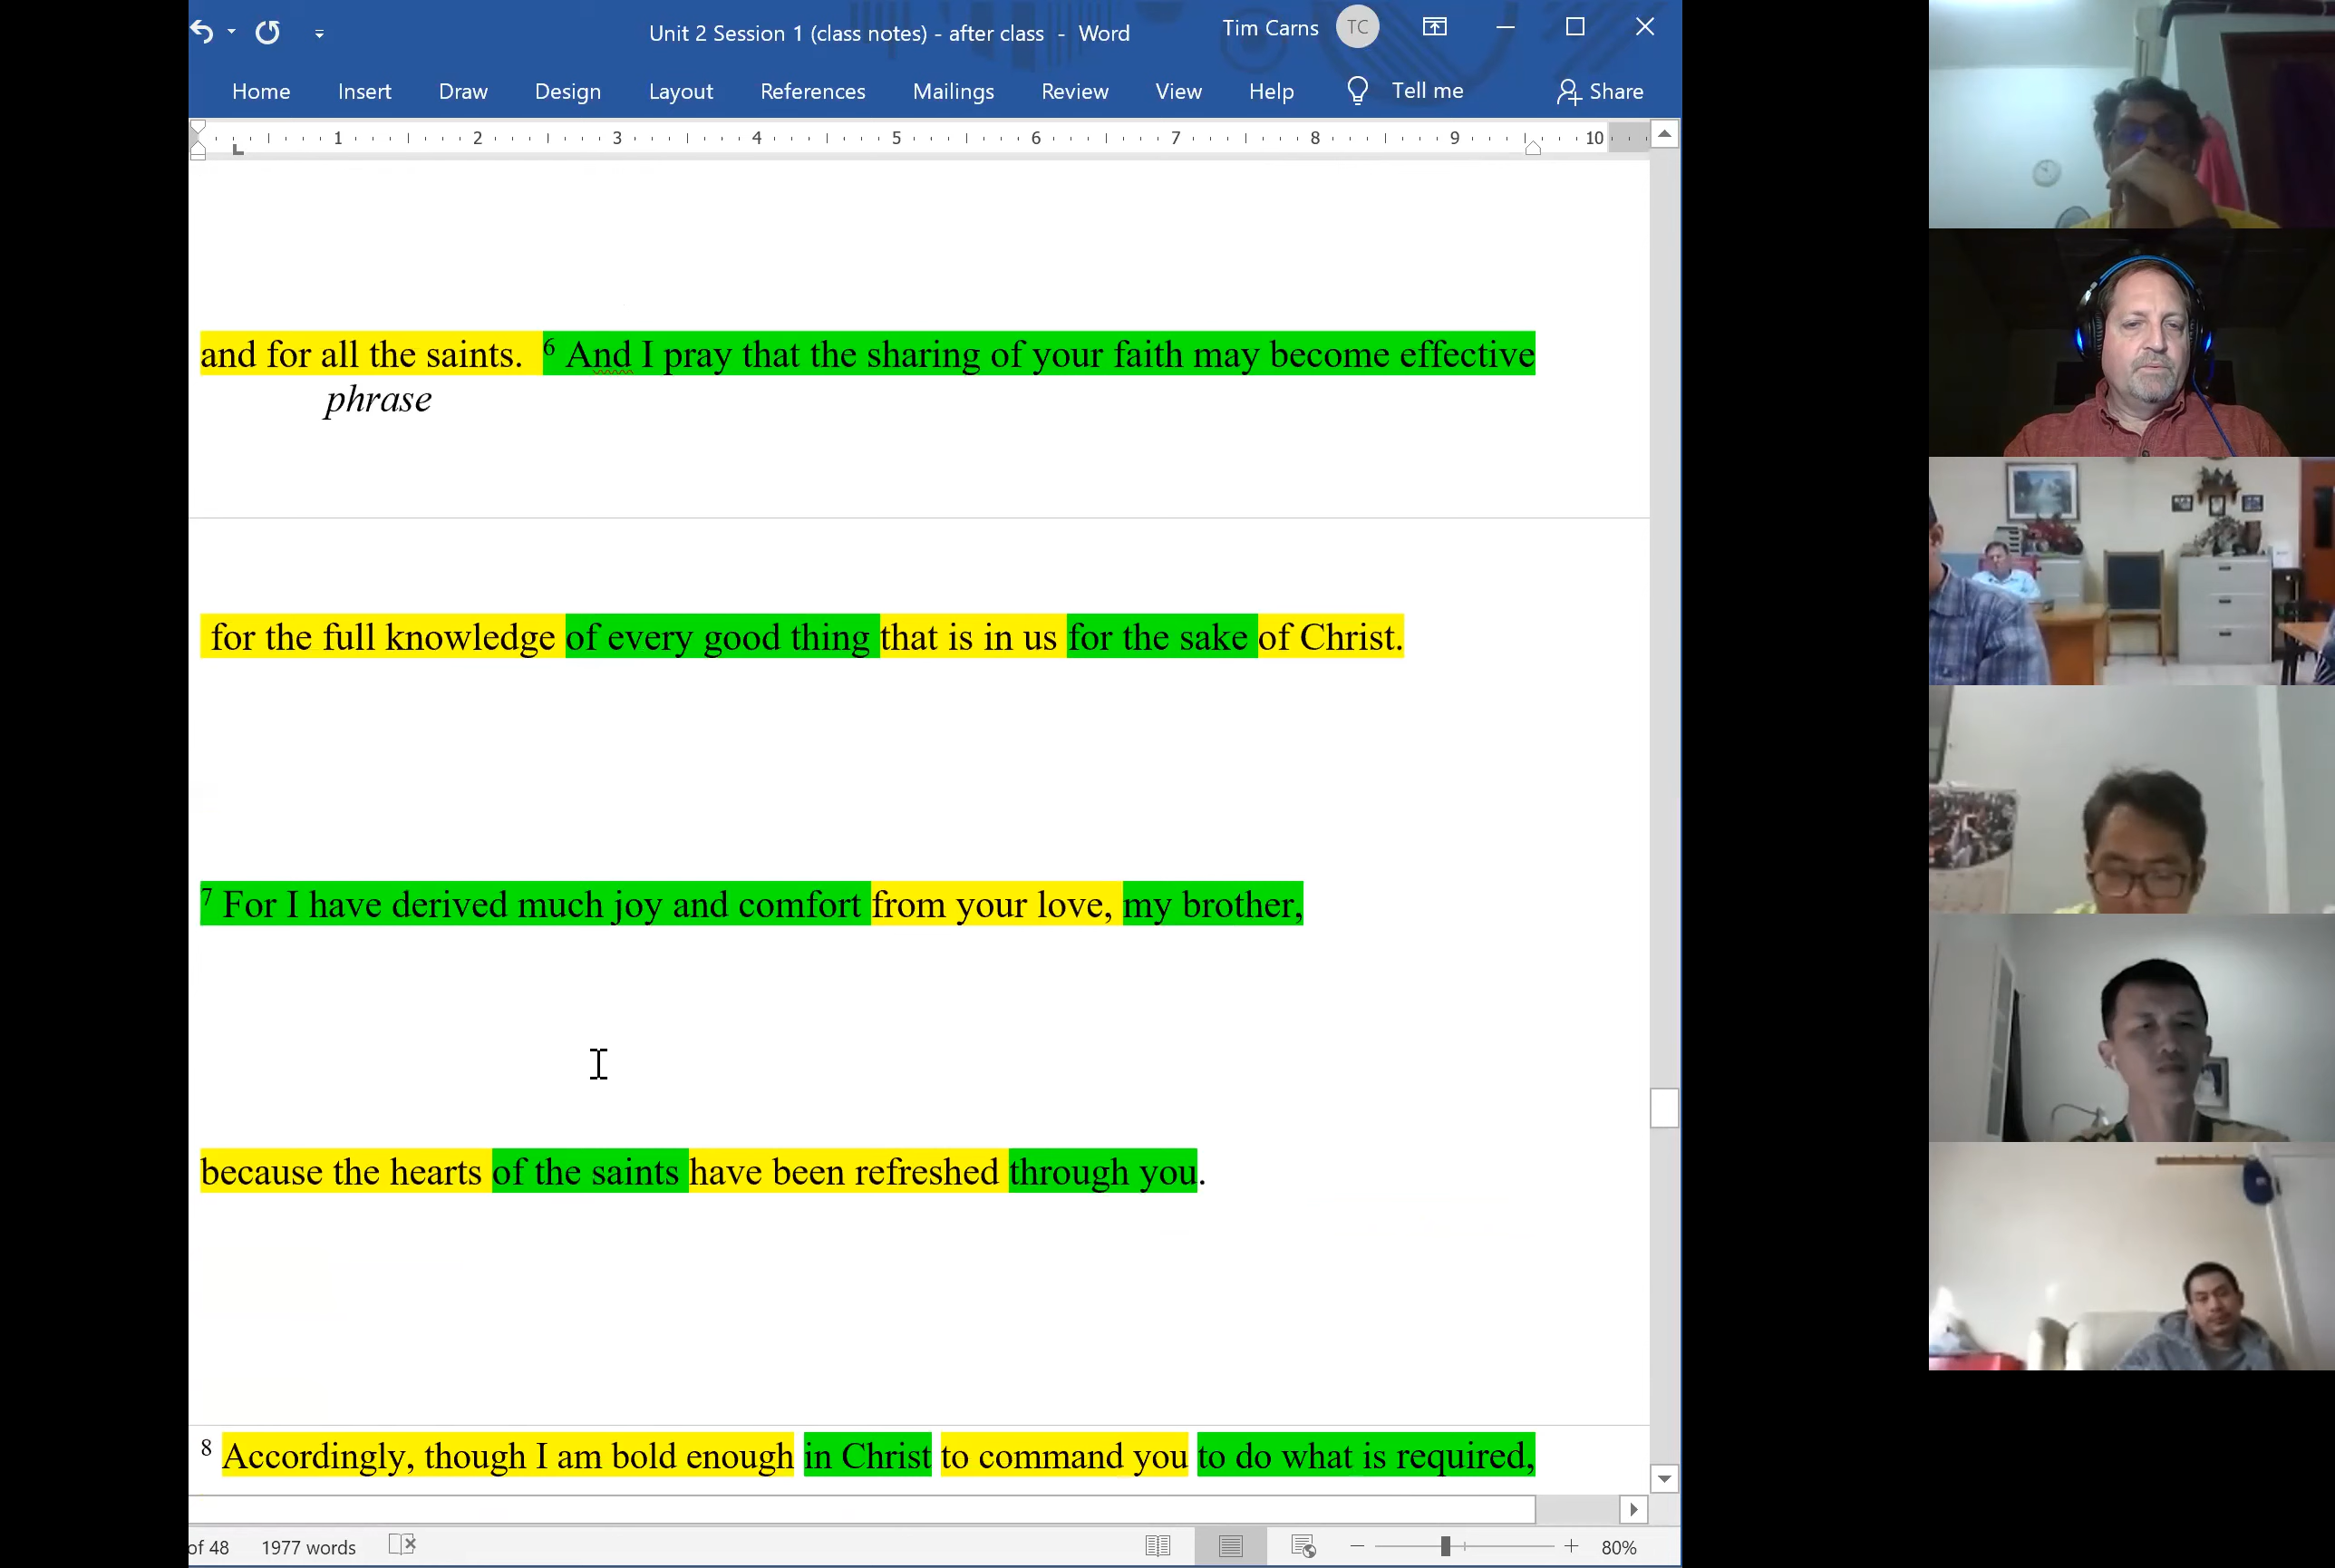 Unit 2 Session 1 (class notes) - after class - Word
Tim Carns TC
Home Insert Draw Design Layout References Mailings Review View Help Tell me Share
1 2 3 4 5 6 7 8 9 10
and for all the saints. 6 And I pray that the sharing of your faith may become effective
phrase
for the full knowledge of every good thing that is in us for the sake of Christ.
7 For I have derived much joy and comfort from your love, my brother,
because the hearts of the saints have been refreshed through you.
8 Accordingly, though I am bold enough in Christ to command you to do what is required,
of 48 1977 words 80%